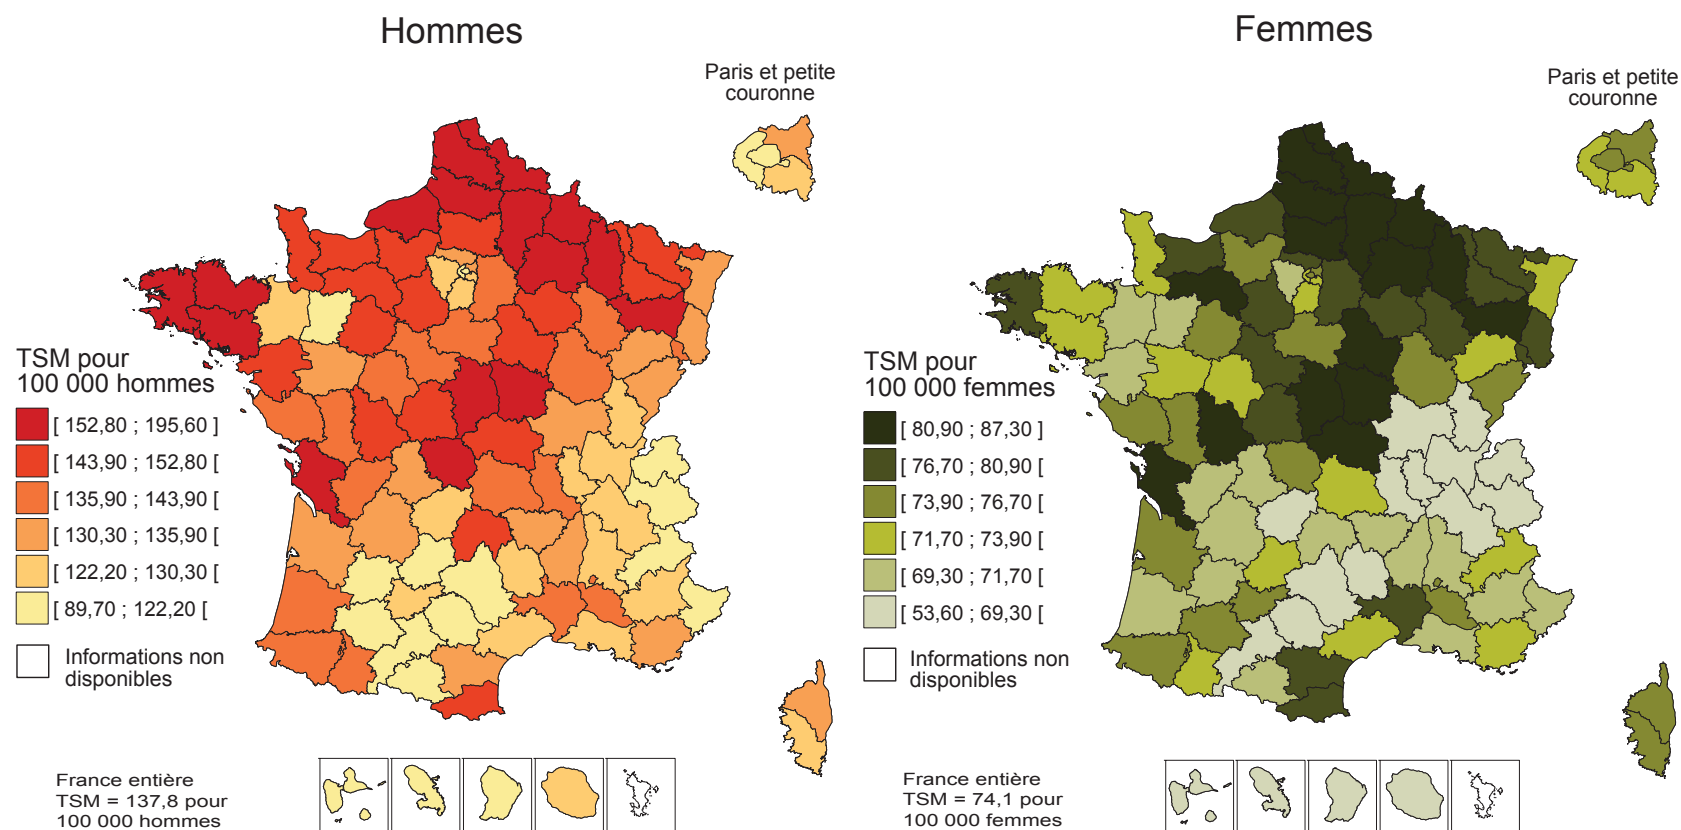 Hommes
Paris et petite
couronne
TSM pour
100 000 hommes
[ 152,80 ; 195,60 ]
[ 143,90 ; 152,80 [
[ 135,90 ; 143,90 [
[ 130,30 ; 135,90 [
[ 122,20 ; 130,30 [
[ 89,70 ; 122,20 [
Informations non
disponibles
France entière
TSM = 137,8 pour
100 000 hommes
Femmes
Paris et petite
couronne
TSM pour
100 000 femmes
[ 80,90 ; 87,30 ]
[ 76,70 ; 80,90 [
[ 73,90 ; 76,70 [
[ 71,70 ; 73,90 [
[ 69,30 ; 71,70 [
[ 53,60 ; 69,30 [
Informations non
disponibles
France entière
TSM = 74,1 pour
100 000 femmes